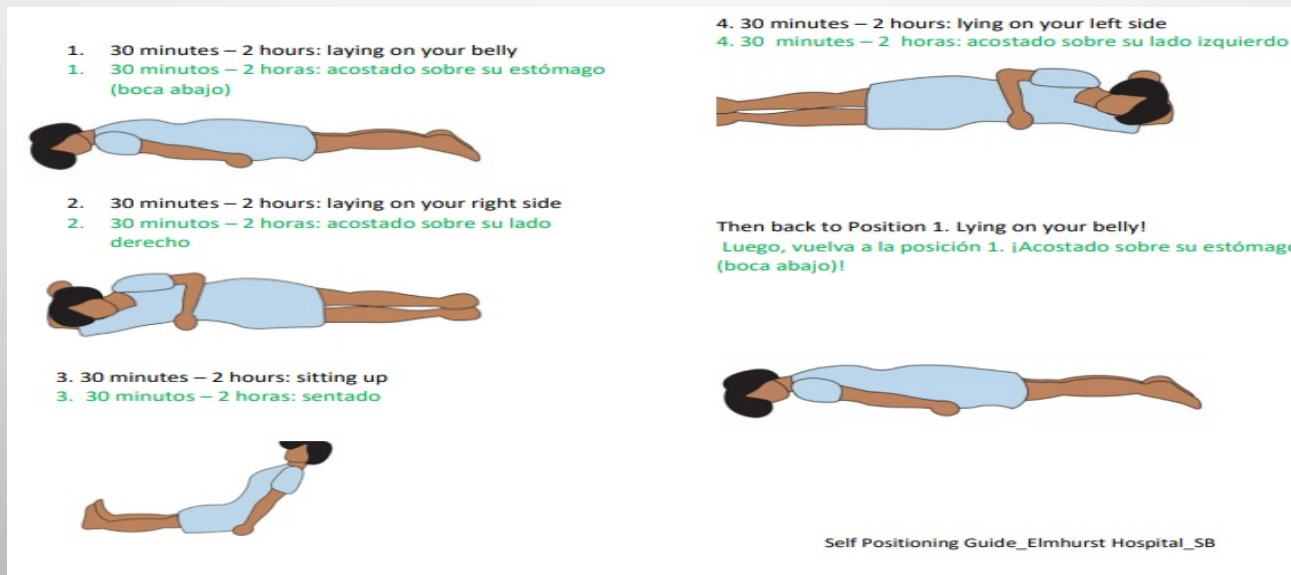 1. 30 minutes – 2 hours: laying on your belly
1. 30 minutos – 2 horas: acostado sobre su estómago
(boca abajo)
2. 30 minutes – 2 hours: laying on your right side
2. 30 minutos – 2 horas: acostado sobre su lado
derecho
3. 30 minutes – 2 hours: sitting up
3. 30 minutos – 2 horas: sentado
4. 30 minutes – 2 hours: lying on your left side
4. 30 minutes – 2 horas: acostado sobre su lado izquierdo
Then back to Position 1. Lying on your belly!
Luego, vuelva a la posición 1. ¡Acostado sobre su
(boca abajo)!
Self Positioning Guide_Elmhurst Hospital_SB